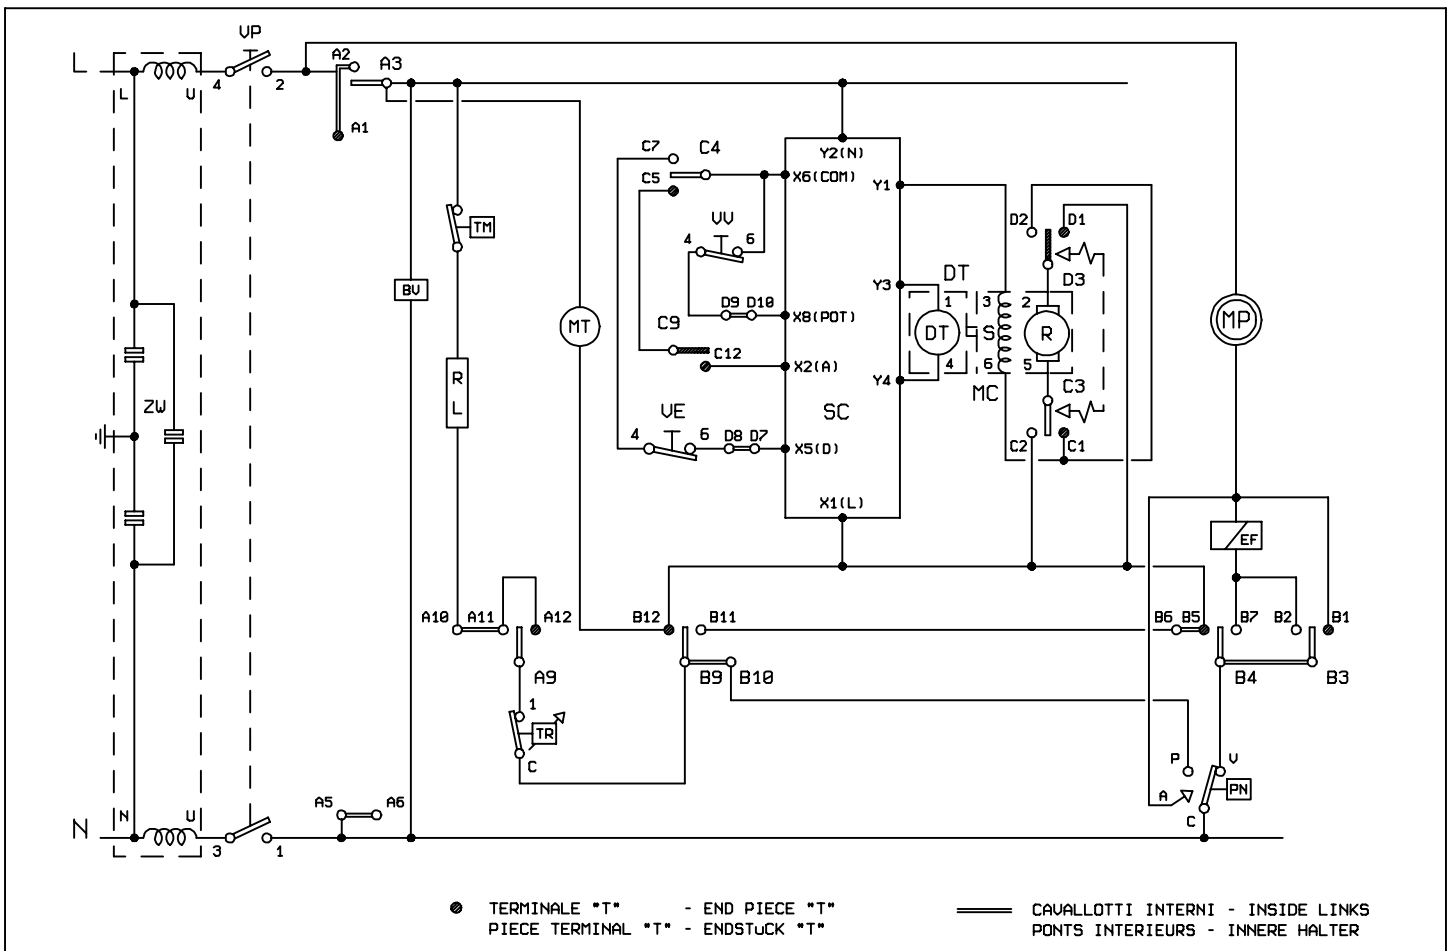 VP
L
4
2
A2
A3
A1
L
U
C7
C4
C5
Y2(N)
X6(COM)
Y1
VV
4
6
D2
D1
TM
BV
MT
C9
D9 D10
X8(POT)
Y3
DT
D3
1
3
2
DT
S
R
MP
C12
X2(A)
4
6
5
Y4
MC
C3
R
L
ZW
SC
VE
4
6
D8 D7
X5(D)
C2
C1
X1(L)
EF
A10 A11
A12
B12
B11
B6 B5
B7
B2
B1
A9
B9
B10
B4
B3
1
TR
C
P
V
A
PN
C
A5
A6
N
N
U
3
1
TERMINALE "T" - END PIECE "T"
PIECE TERMINAL "T" - ENDSTuCK "T"
CAVALLOTTI INTERNI - INSIDE LINKS
PONTS INTERIEURS - INNERE HALTER